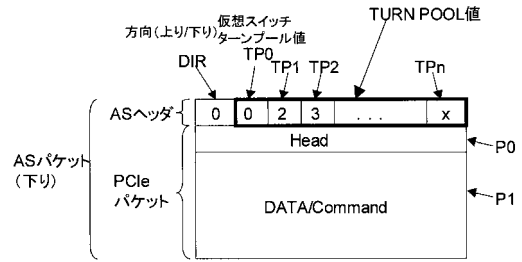 TURN POOL値
仮想スイッチ
方向(上り/下り)
ターンプール値
DIR
TP0
TP1
TP2
TPn
ASヘッダ
0 0 2 3 ... x
Head
P0
ASパケット
(下り)
PCIe
パケット
DATA/Command
P1